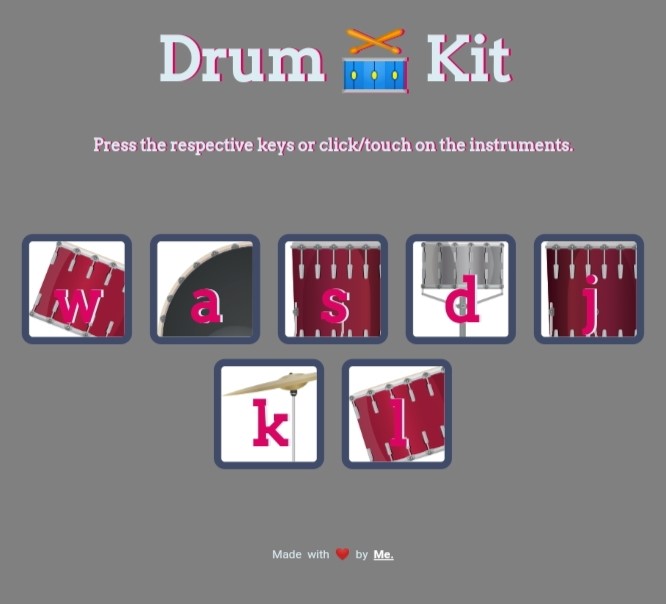 Drum 🥁 Kit
Press the respective keys or click/touch on the instruments.
w a s d j
k l
Made with ❤️ by Me.